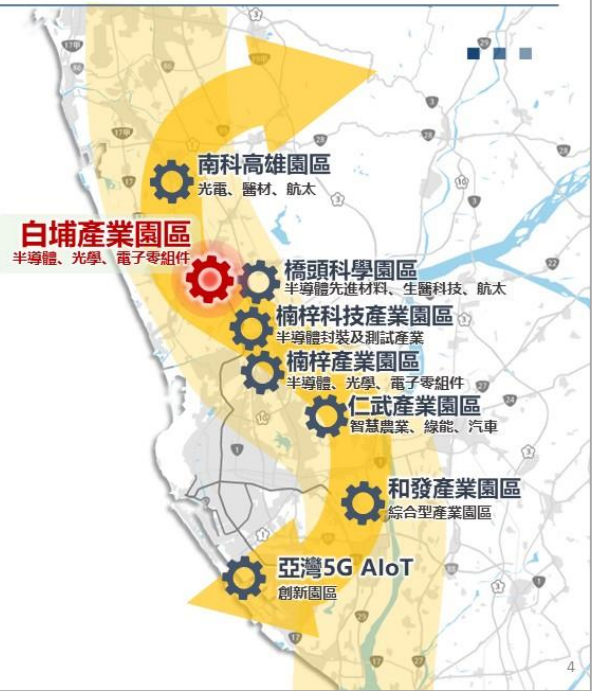 南科高雄園區
光電、醫材、航太
白埔產業園區
半導體、光學、電子零組件
橋頭科學園區
半導體先進材料、生醫科技、航太
楠梓科技產業園區
半導體封裝及測試產業
楠梓產業園區
半導體、光學、電子零組件
仁武產業園區
智慧農業、綠能、汽車
和發產業園區
綜合型產業園區
亞灣5G AIoT
創新園區
4